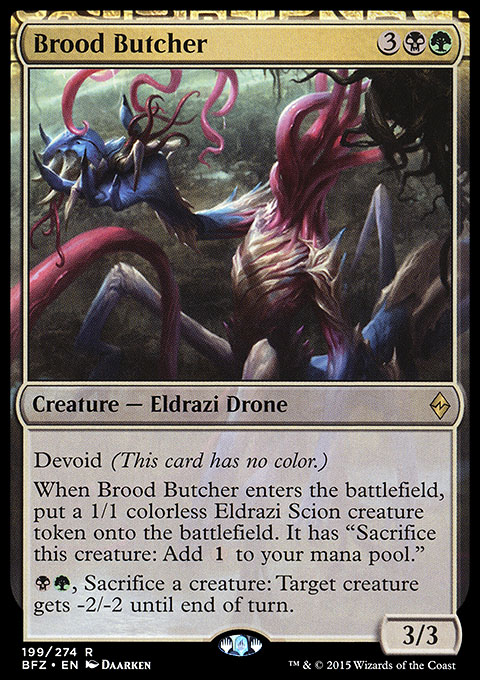 Brood Butcher 3
Creature — Eldrazi Drone
Devoid (This card has no color.)
When Brood Butcher enters the battlefield,
put a 1/1 colorless Eldrazi Scion creature
token onto the battlefield. It has “Sacrifice
this creature: Add 1 to your mana pool.”
, Sacrifice a creature: Target creature
gets -2/-2 until end of turn.
3/3
199/274 R
BFZ • EN Daarken
™ & © 2015 Wizards of the Coast